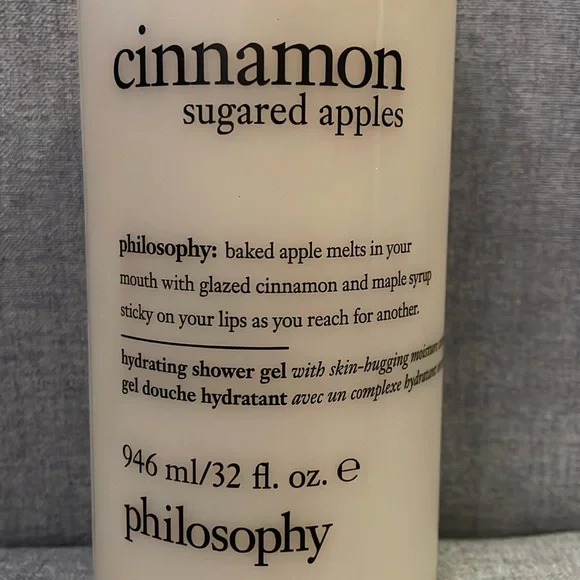 cinnamon
sugared apples
philosophy: baked apple melts in your
mouth with glazed cinnamon and maple syrup
sticky on your lips as you reach for another.
hydrating shower gel with skin-hugging moisture
gel douche hydratant avec un complexe hydratant
946 ml/32 fl. oz. ℮
philosophy